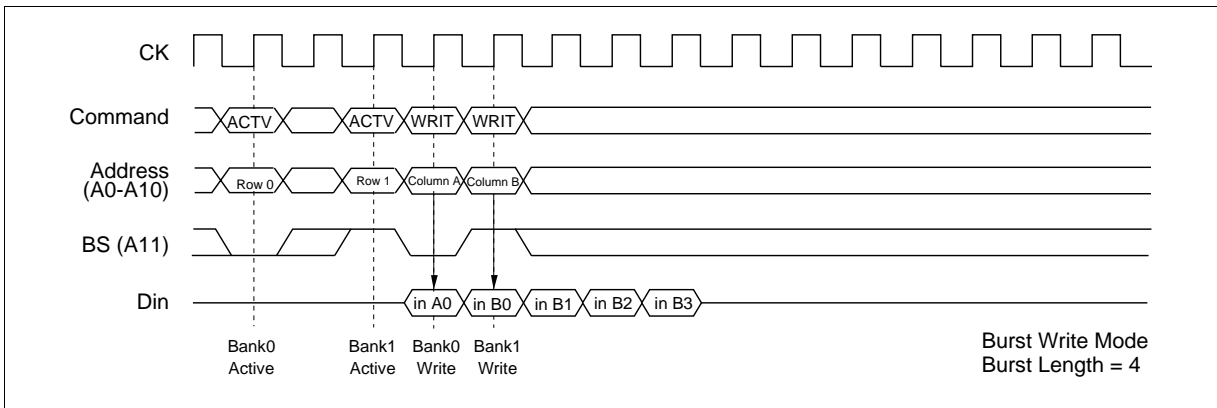 CK
Command
ACTV ACTV WRIT WRIT
Address
(A0-A10)
Row 0 Row 1 Column A Column B
BS (A11)
Din
in A0 in B0 in B1 in B2 in B3
Bank0 Bank1 Bank0 Bank1
Active Active Write Write
Burst Write Mode
Burst Length = 4